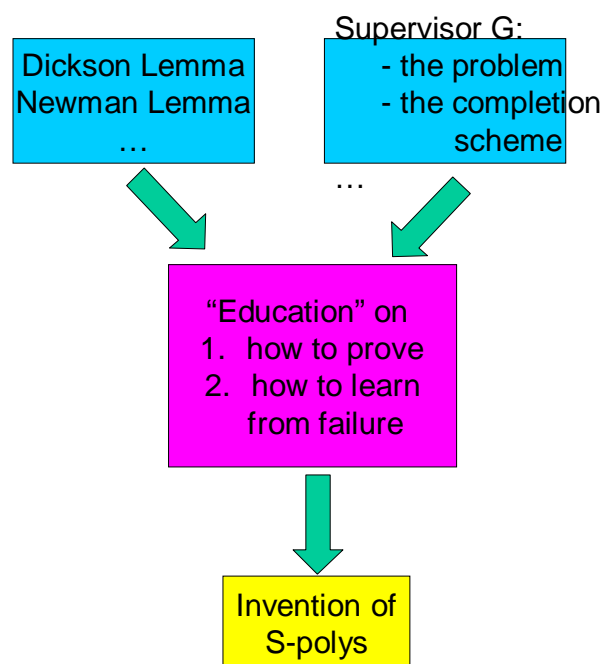 Dickson Lemma
Newman Lemma
…
Supervisor G:
- the problem
- the completion
scheme
…
“Education” on
1. how to prove
2. how to learn
from failure
Invention of
S-polys